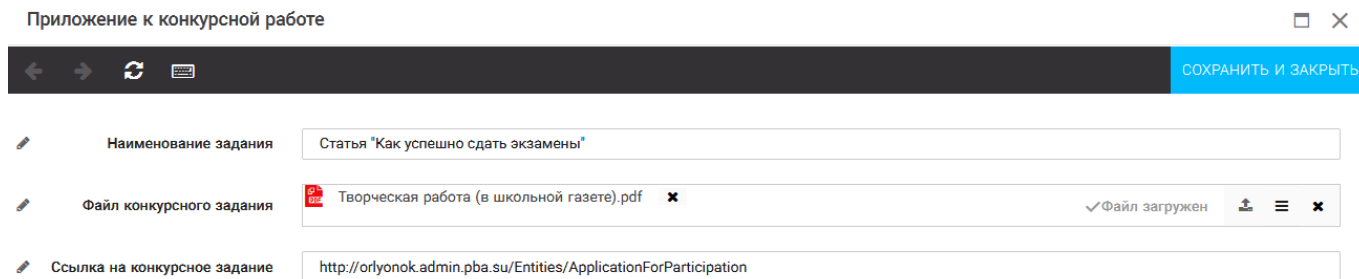 Приложение к конкурсной работе
СОХРАНИТЬ И ЗАКРЫТЬ
Наименование задания Статья "Как успешно сдать экзамены"
Файл конкурсного задания PDF Творческая работа (в школьной газете).pdf Файл загружен
Ссылка на конкурсное задание http://orlyonok.admin.pba.su/Entities/ApplicationForParticipation